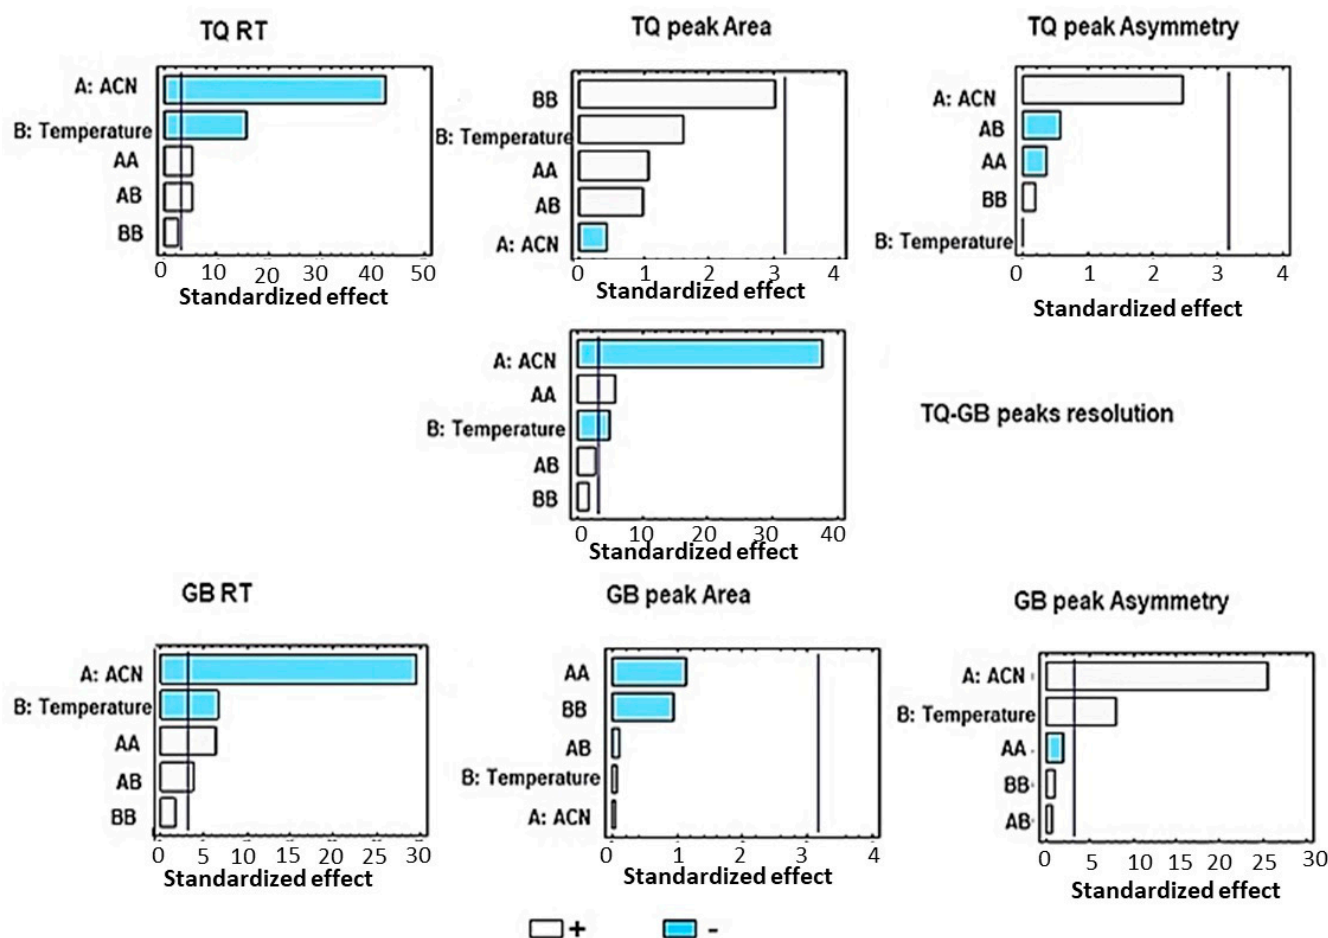 TQ RT
A: ACN
B: Temperature
AA
AB
BB
0 10 20 30 40 50
Standardized effect
TQ peak Area
BB
B: Temperature
AA
AB
A: ACN
0 1 2 3 4
Standardized effect
TQ peak Asymmetry
A: ACN
AB
AA
BB
B: Temperature
0 1 2 3 4
Standardized effect
A: ACN
AA
B: Temperature
AB
BB
0 10 20 30 40
Standardized effect
TQ-GB peaks resolution
GB RT
A: ACN
B: Temperature
AA
AB
BB
0 5 10 15 20 25 30
Standardized effect
GB peak Area
AA
BB
AB
B: Temperature
A: ACN
0 1 2 3 4
Standardized effect
GB peak Asymmetry
A: ACN
B: Temperature
AA
BB
AB
0 5 10 15 20 25 30
Standardized effect
+ -